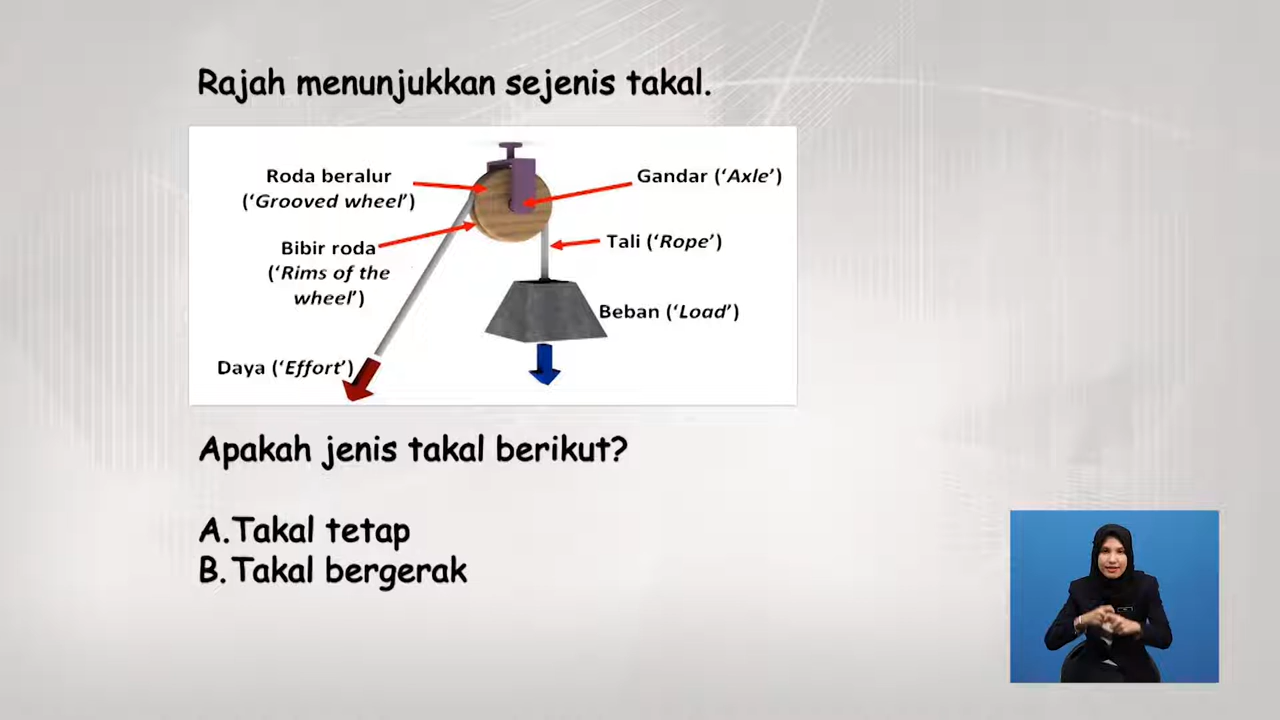 Rajah menunjukkan sejenis takal.
Roda beralur
('Grooved wheel')
Gandar ('Axle')
Bibir roda
('Rims of the
wheel')
Tali ('Rope')
Beban ('Load')
Daya ('Effort')
Apakah jenis takal berikut?
A. Takal tetap
B. Takal bergerak